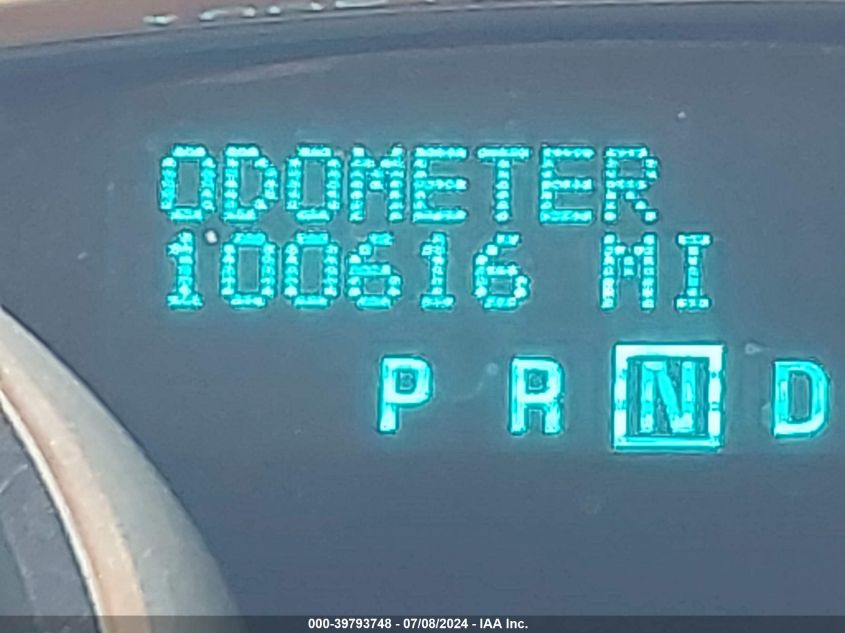 ODOMETER
100616 MI
P R N D
000-39793748 - 07/08/2024 - IAA Inc.